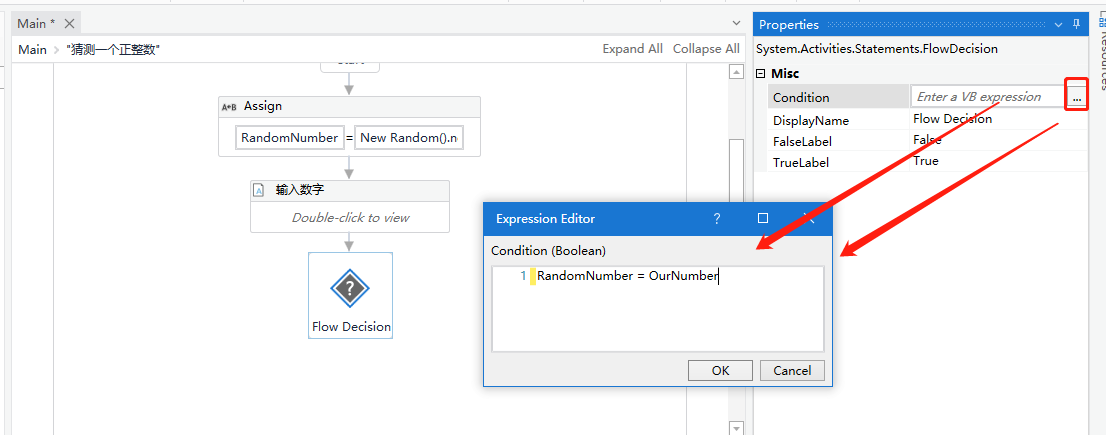 Main *
Main > "猜测一个正整数"
Expand All Collapse All
Start
A*B Assign
RandomNumber = New Random().n
输入数字
Double-click to view
Flow Decision
Properties
System.Activities.Statements.FlowDecision
Misc
Condition Enter a VB expression ...
DisplayName Flow Decision
FalseLabel False
TrueLabel True
Resources
Expression Editor ?
Condition (Boolean)
1 RandomNumber = OurNumber
OK Cancel